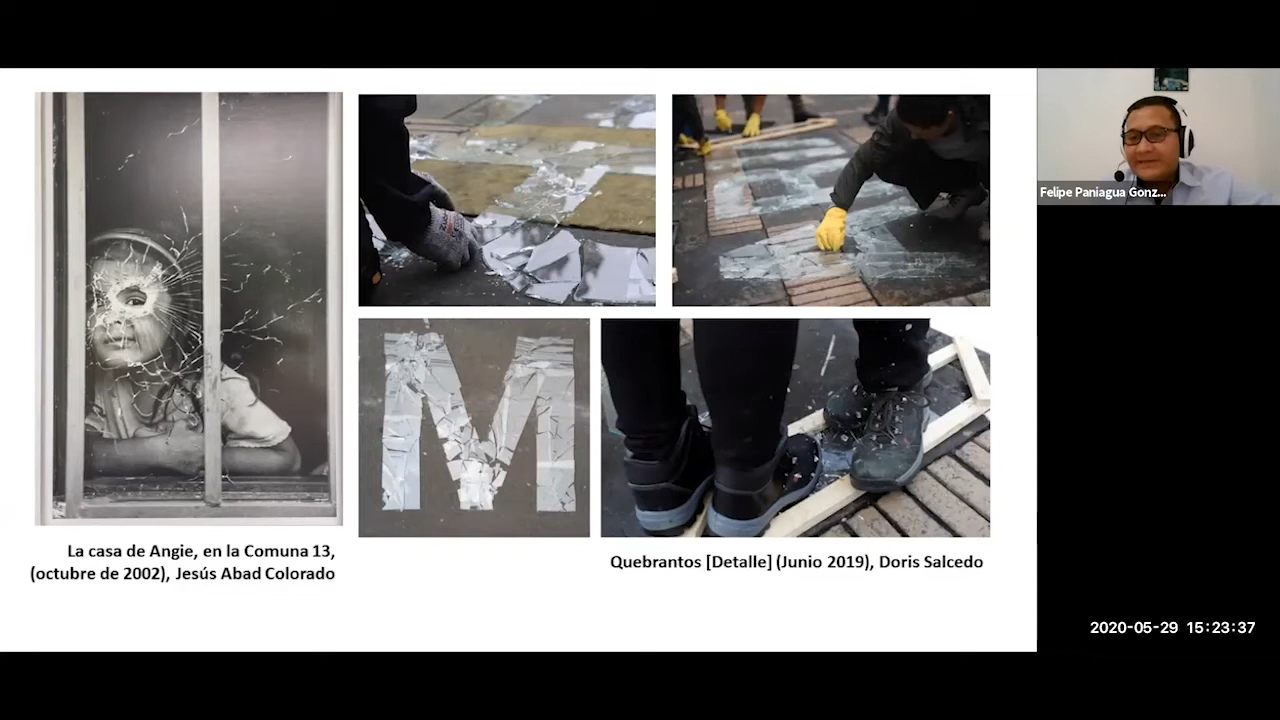 Felipe Paniagua Gonz...
M
La casa de Angie, en la Comuna 13,
(octubre de 2002), Jesús Abad Colorado
Quebrantos [Detalle] (Junio 2019), Doris Salcedo
2020-05-29 15:23:37